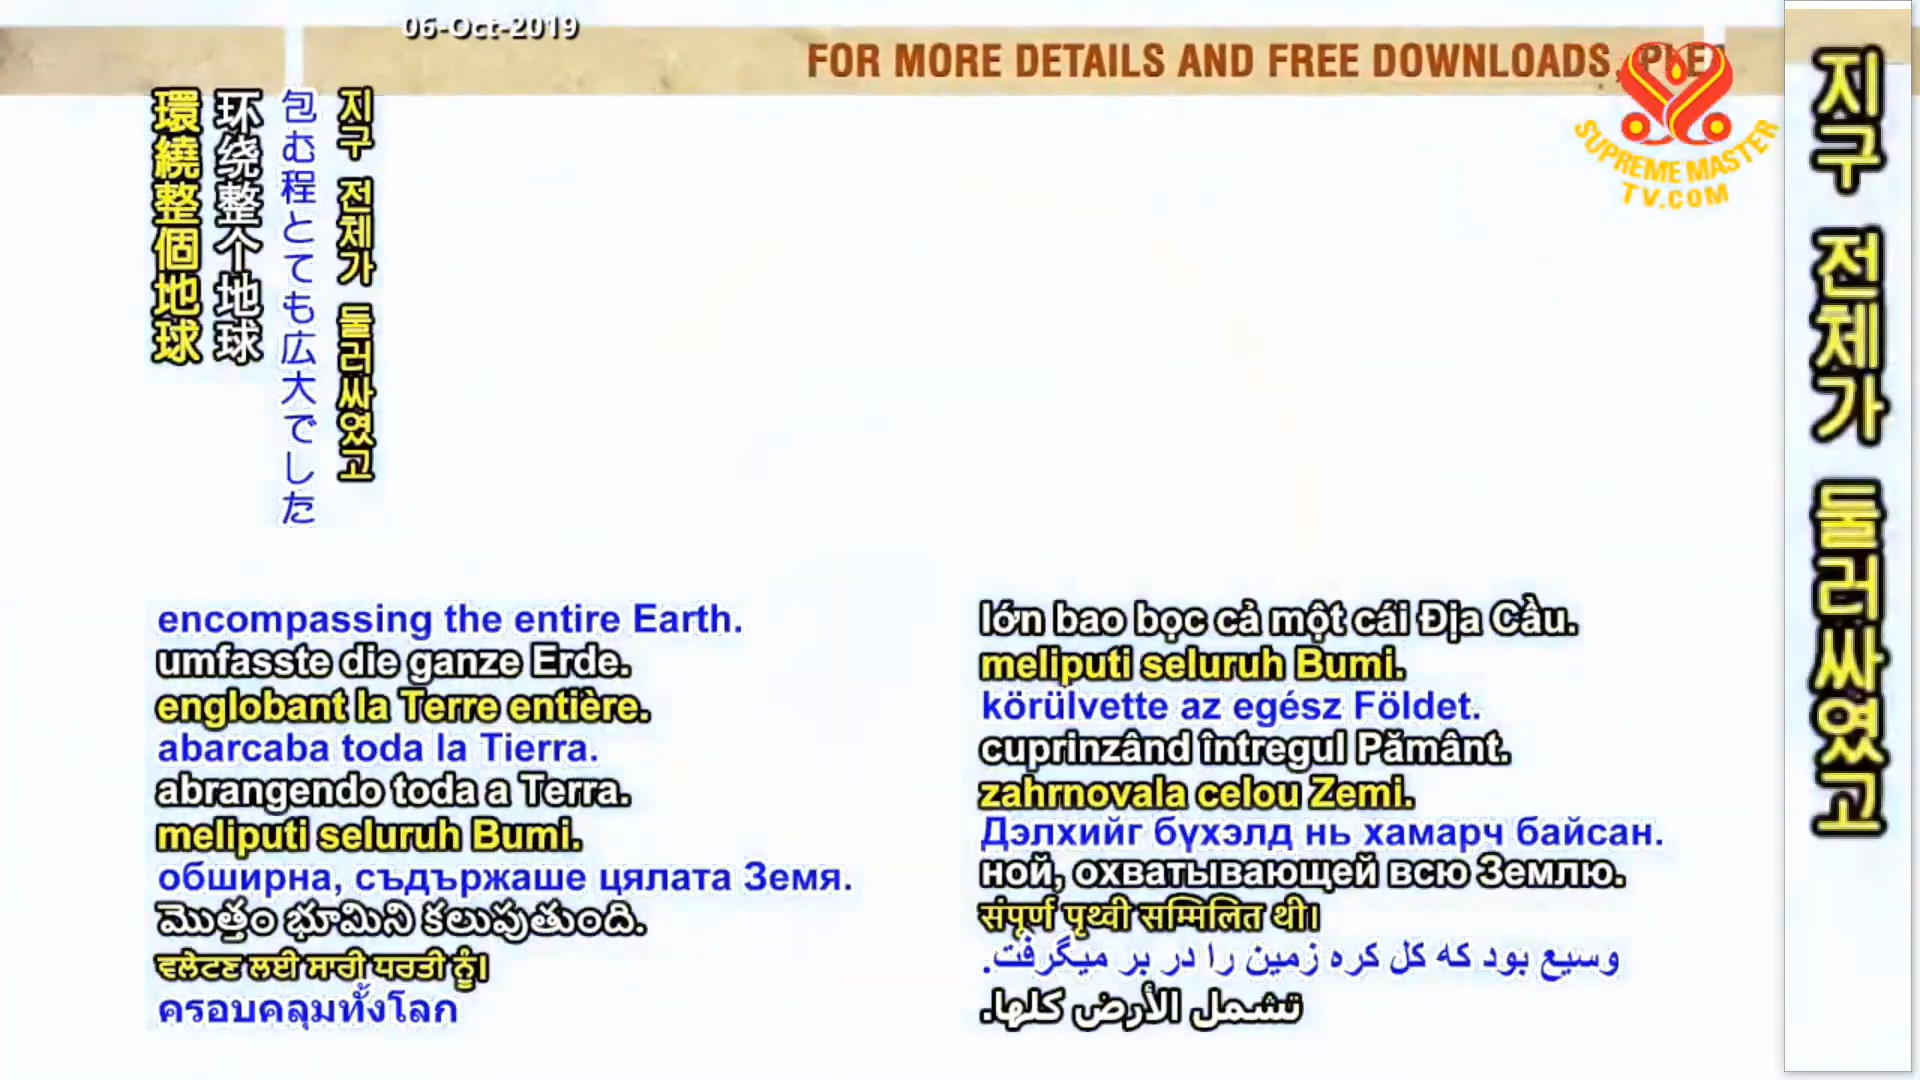 06-Oct-2019
FOR MORE DETAILS AND FREE DOWNLOADS,
SUPREME MASTER
TV.COM
環繞整個地球
环绕整个地球
包む程とても広大でした
지구 전체가 둘러싸였고
지구 전체가 둘러싸였고
encompassing the entire Earth.
umfasste die ganze Erde.
englobant la Terre entière.
abarcaba toda la Tierra.
abrangendo toda a Terra.
meliputi seluruh Bumi.
обширна, съдържаше цялата Земя.
మొత్తం భూమిని కలుపుతుంది.
ਵਲੇਟਣ ਲਈ ਸਾਰੀ ਧਰਤੀ ਨੂੰ।
ครอบคลุมทั้งโลก
lớn bao bọc cả một cái Địa Cầu.
meliputi seluruh Bumi.
körülvette az egész Földet.
cuprinzând întregul Pământ.
zahrnovala celou Zemi.
Дэлхийг бүхэлд нь хамарч байсан.
ной, охватывающей всю Землю.
संपूर्ण पृथ्वी सम्मिलित थी।
وسیع بود که کل کره زمین را در بر میگرفت.
تشمل الأرض كلها.